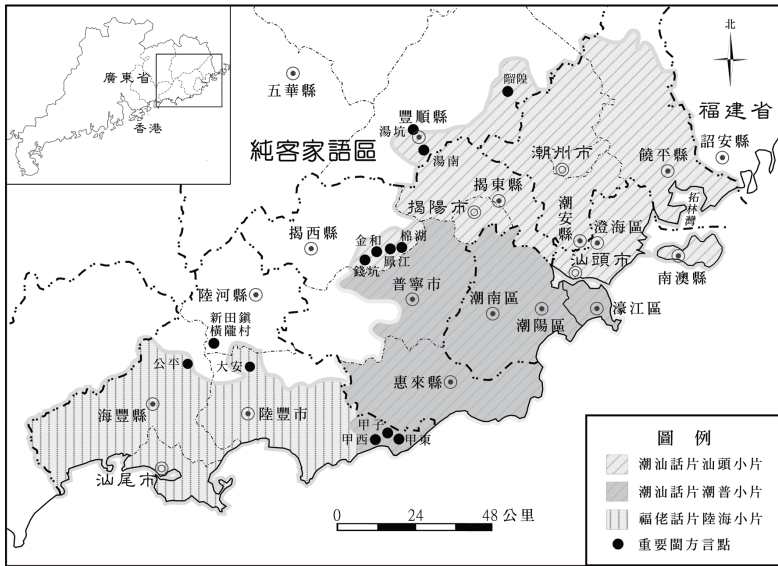 廣東省
香港
北
五華縣
純客家語區
豐順縣
湯坑
湯南
䧟隍
潮州市
饒平縣
福建省
詔安縣
拓林灣
揭東縣
揭陽市
潮安縣
澄海區
汕頭市
南澳縣
揭西縣
金和
棉湖
鳳江
錢坑
普寧市
潮南區
潮陽區
濠江區
陸河縣
新田鎮
橫隴村
公平
大安
海豐縣
陸豐市
惠來縣
甲子
甲西
甲東
汕尾市
0 24 48 公里
圖 例
潮汕話片汕頭小片
潮汕話片潮普小片
福佬話片陸海小片
重要閩方言點